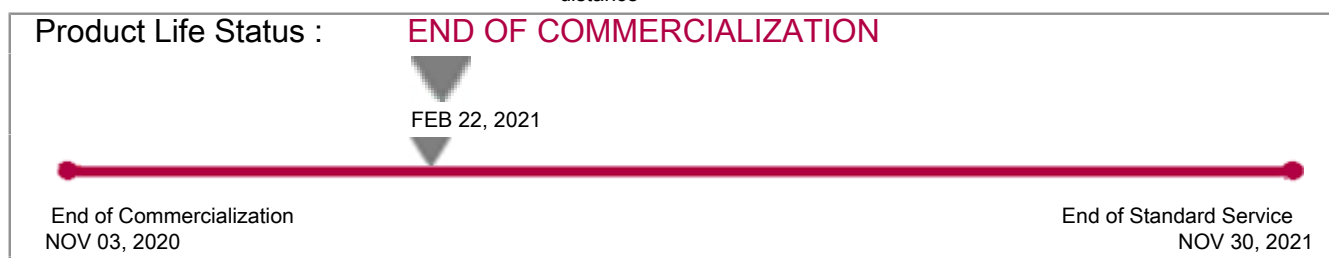 Product Life Status : END OF COMMERCIALIZATION
FEB 22, 2021
End of Commercialization End of Standard Service
NOV 03, 2020 NOV 30, 2021